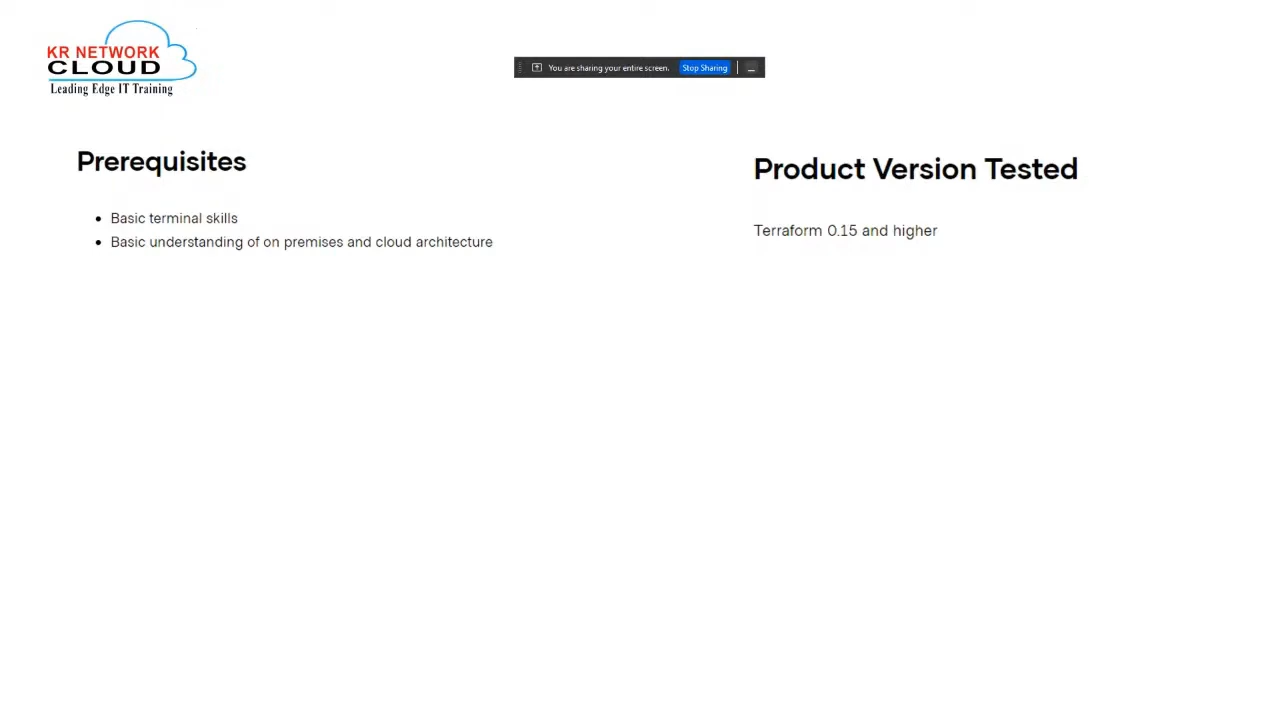 KR NETWORK
CLOUD
Leading Edge IT Training
You are sharing your entire screen.
Stop Sharing
Prerequisites
• Basic terminal skills
• Basic understanding of on premises and cloud architecture
Product Version Tested
Terraform 0.15 and higher